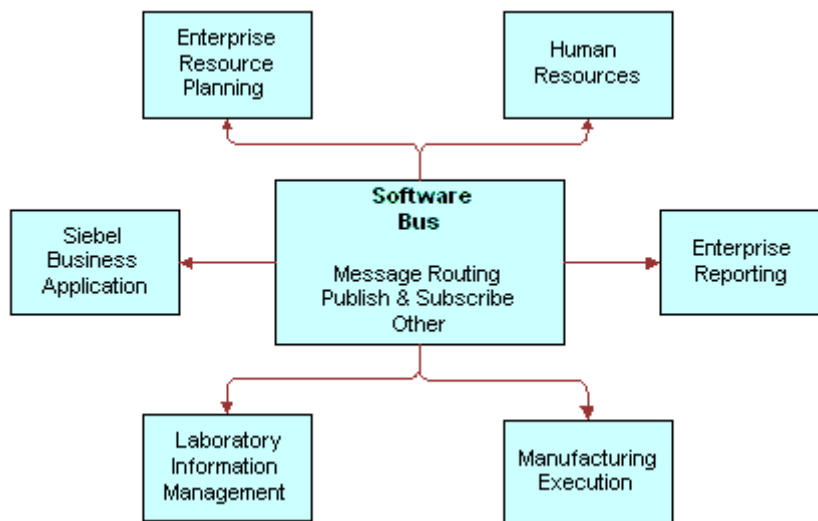 Enterprise
Resource
Planning
Human
Resources
Software
Bus
Message Routing
Publish & Subscribe
Other
Siebel
Business
Application
Enterprise
Reporting
Laboratory
Information
Management
Manufacturing
Execution